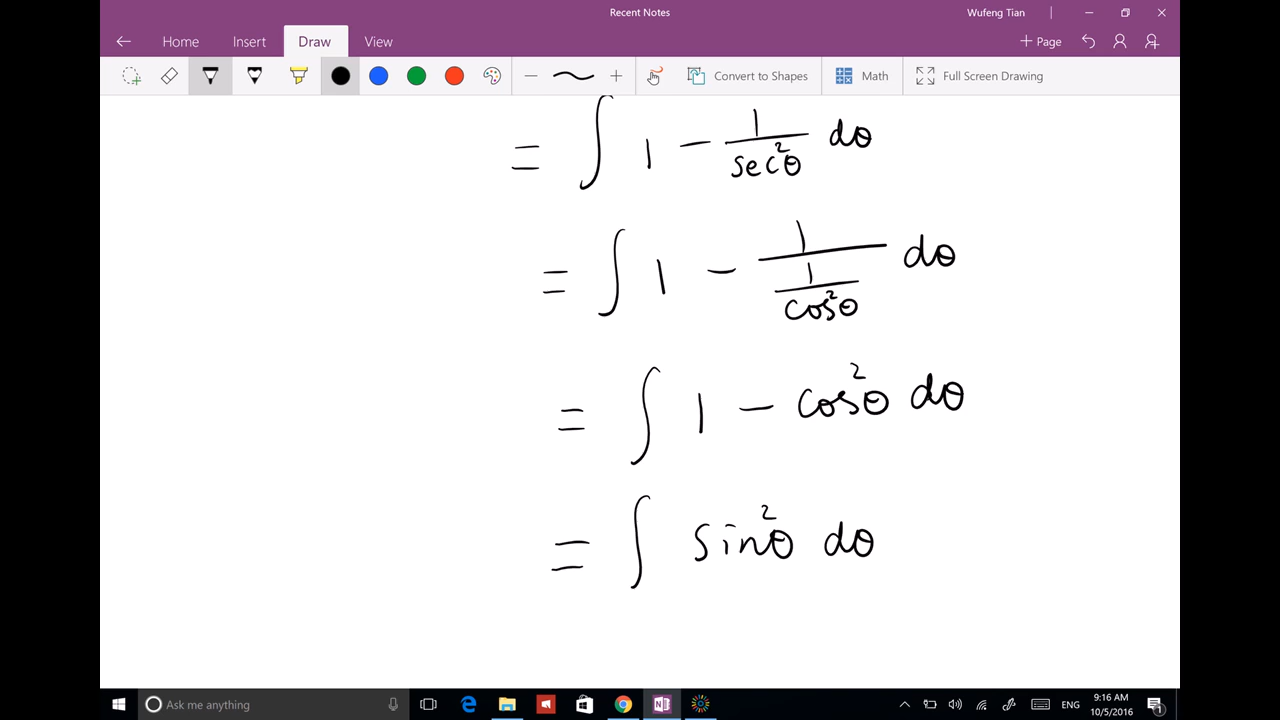 Recent Notes
Wufeng Tian
Home Insert Draw View
Page
Convert to Shapes Math Full Screen Drawing
= ∫ 1 - 1/sec²θ dθ
= ∫ 1 - 1/(1/cos²θ) dθ
= ∫ 1 - cos²θ dθ
= ∫ sin²θ dθ
Ask me anything
ENG
9:16 AM
10/5/2016
1